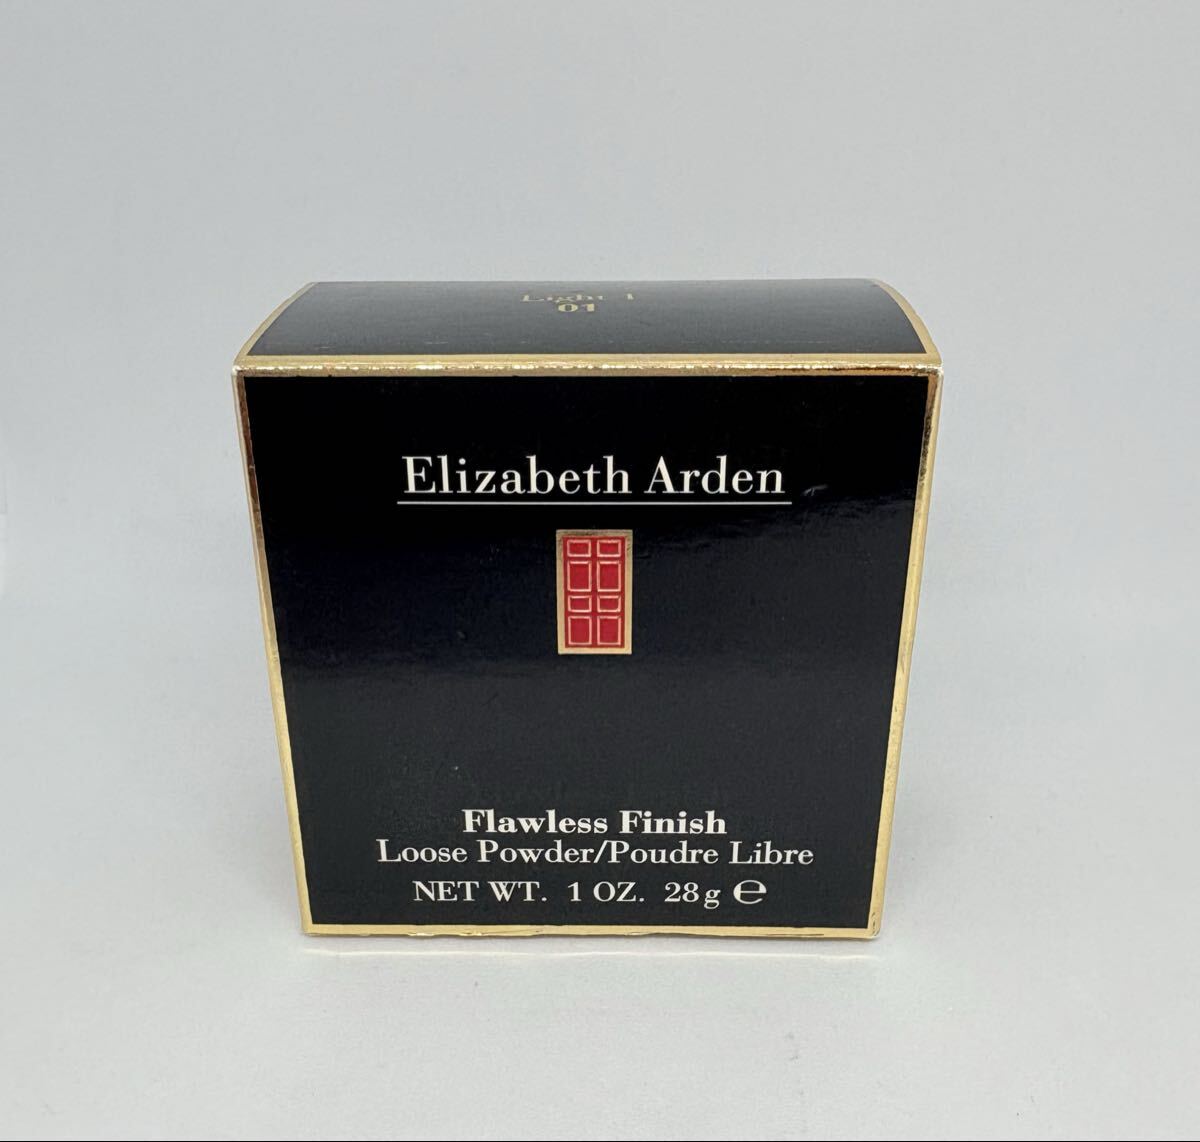 Light 1
01
Elizabeth Arden
Flawless Finish
Loose Powder/Poudre Libre
NET WT. 1 OZ. 28g ℮